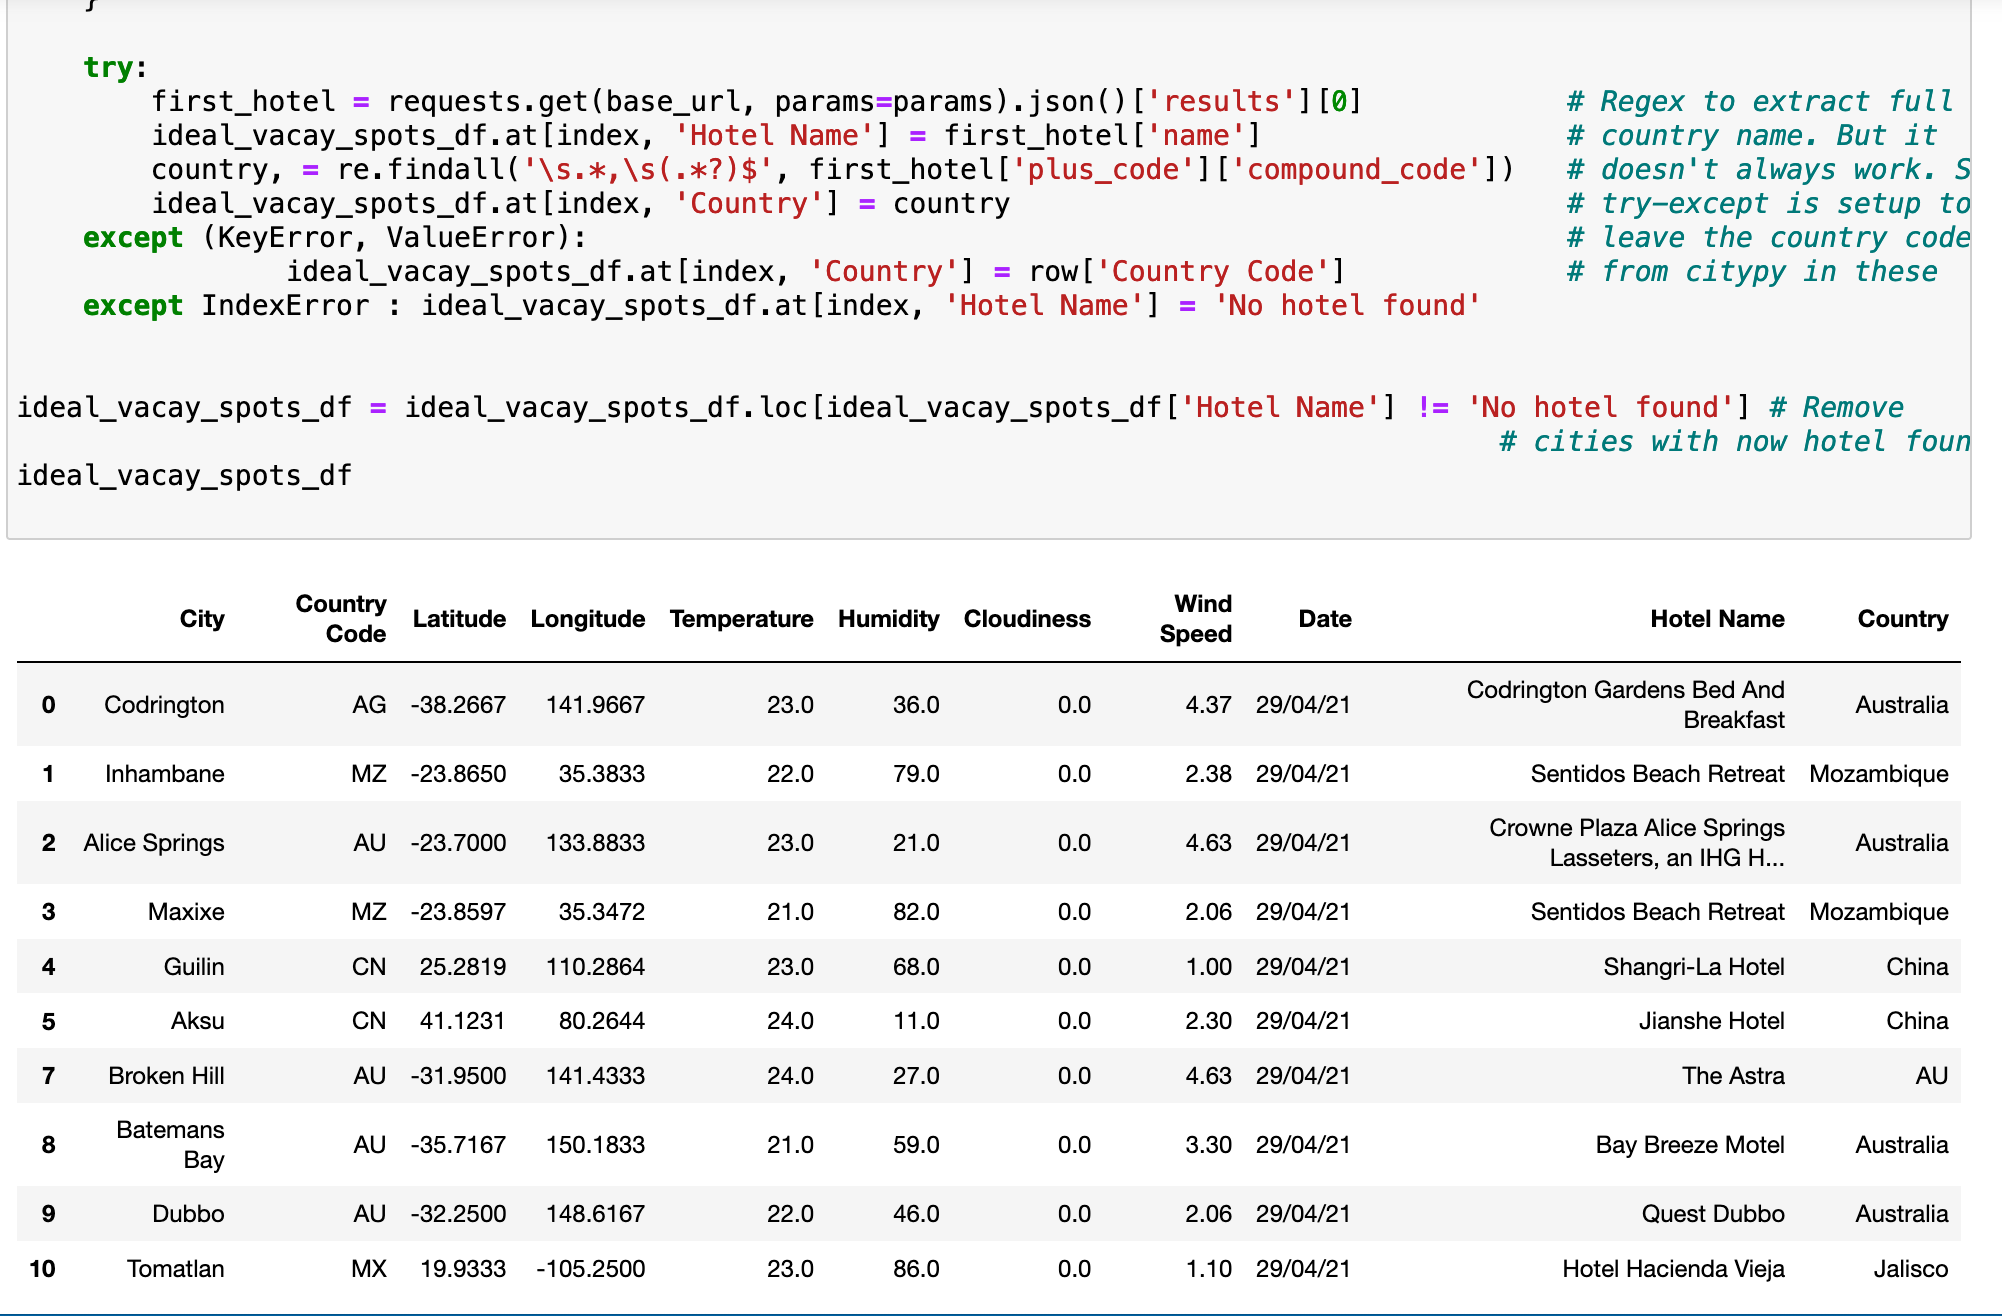 }
try:
first_hotel = requests.get(base_url, params=params).json()['results'][0] # Regex to extract full
ideal_vacay_spots_df.at[index, 'Hotel Name'] = first_hotel['name'] # country name. But it
country, = re.findall('\s.*,\s(.*?)$', first_hotel['plus_code']['compound_code']) # doesn't always work. S
ideal_vacay_spots_df.at[index, 'Country'] = country # try-except is setup to
except (KeyError, ValueError): # leave the country code
ideal_vacay_spots_df.at[index, 'Country'] = row['Country Code'] # from citypy in these
except IndexError : ideal_vacay_spots_df.at[index, 'Hotel Name'] = 'No hotel found'
ideal_vacay_spots_df = ideal_vacay_spots_df.loc[ideal_vacay_spots_df['Hotel Name'] != 'No hotel found'] # Remove
# cities with now hotel foun
ideal_vacay_spots_df
City Country Code Latitude Longitude Temperature Humidity Cloudiness Wind Speed Date Hotel Name Country
0 Codrington AG -38.2667 141.9667 23.0 36.0 0.0 4.37 29/04/21 Codrington Gardens Bed And Breakfast Australia
1 Inhambane MZ -23.8650 35.3833 22.0 79.0 0.0 2.38 29/04/21 Sentidos Beach Retreat Mozambique
2 Alice Springs AU -23.7000 133.8833 23.0 21.0 0.0 4.63 29/04/21 Crowne Plaza Alice Springs Lasseters, an IHG H... Australia
3 Maxixe MZ -23.8597 35.3472 21.0 82.0 0.0 2.06 29/04/21 Sentidos Beach Retreat Mozambique
4 Guilin CN 25.2819 110.2864 23.0 68.0 0.0 1.00 29/04/21 Shangri-La Hotel China
5 Aksu CN 41.1231 80.2644 24.0 11.0 0.0 2.30 29/04/21 Jianshe Hotel China
7 Broken Hill AU -31.9500 141.4333 24.0 27.0 0.0 4.63 29/04/21 The Astra AU
8 Batemans Bay AU -35.7167 150.1833 21.0 59.0 0.0 3.30 29/04/21 Bay Breeze Motel Australia
9 Dubbo AU -32.2500 148.6167 22.0 46.0 0.0 2.06 29/04/21 Quest Dubbo Australia
10 Tomatlan MX 19.9333 -105.2500 23.0 86.0 0.0 1.10 29/04/21 Hotel Hacienda Vieja Jalisco